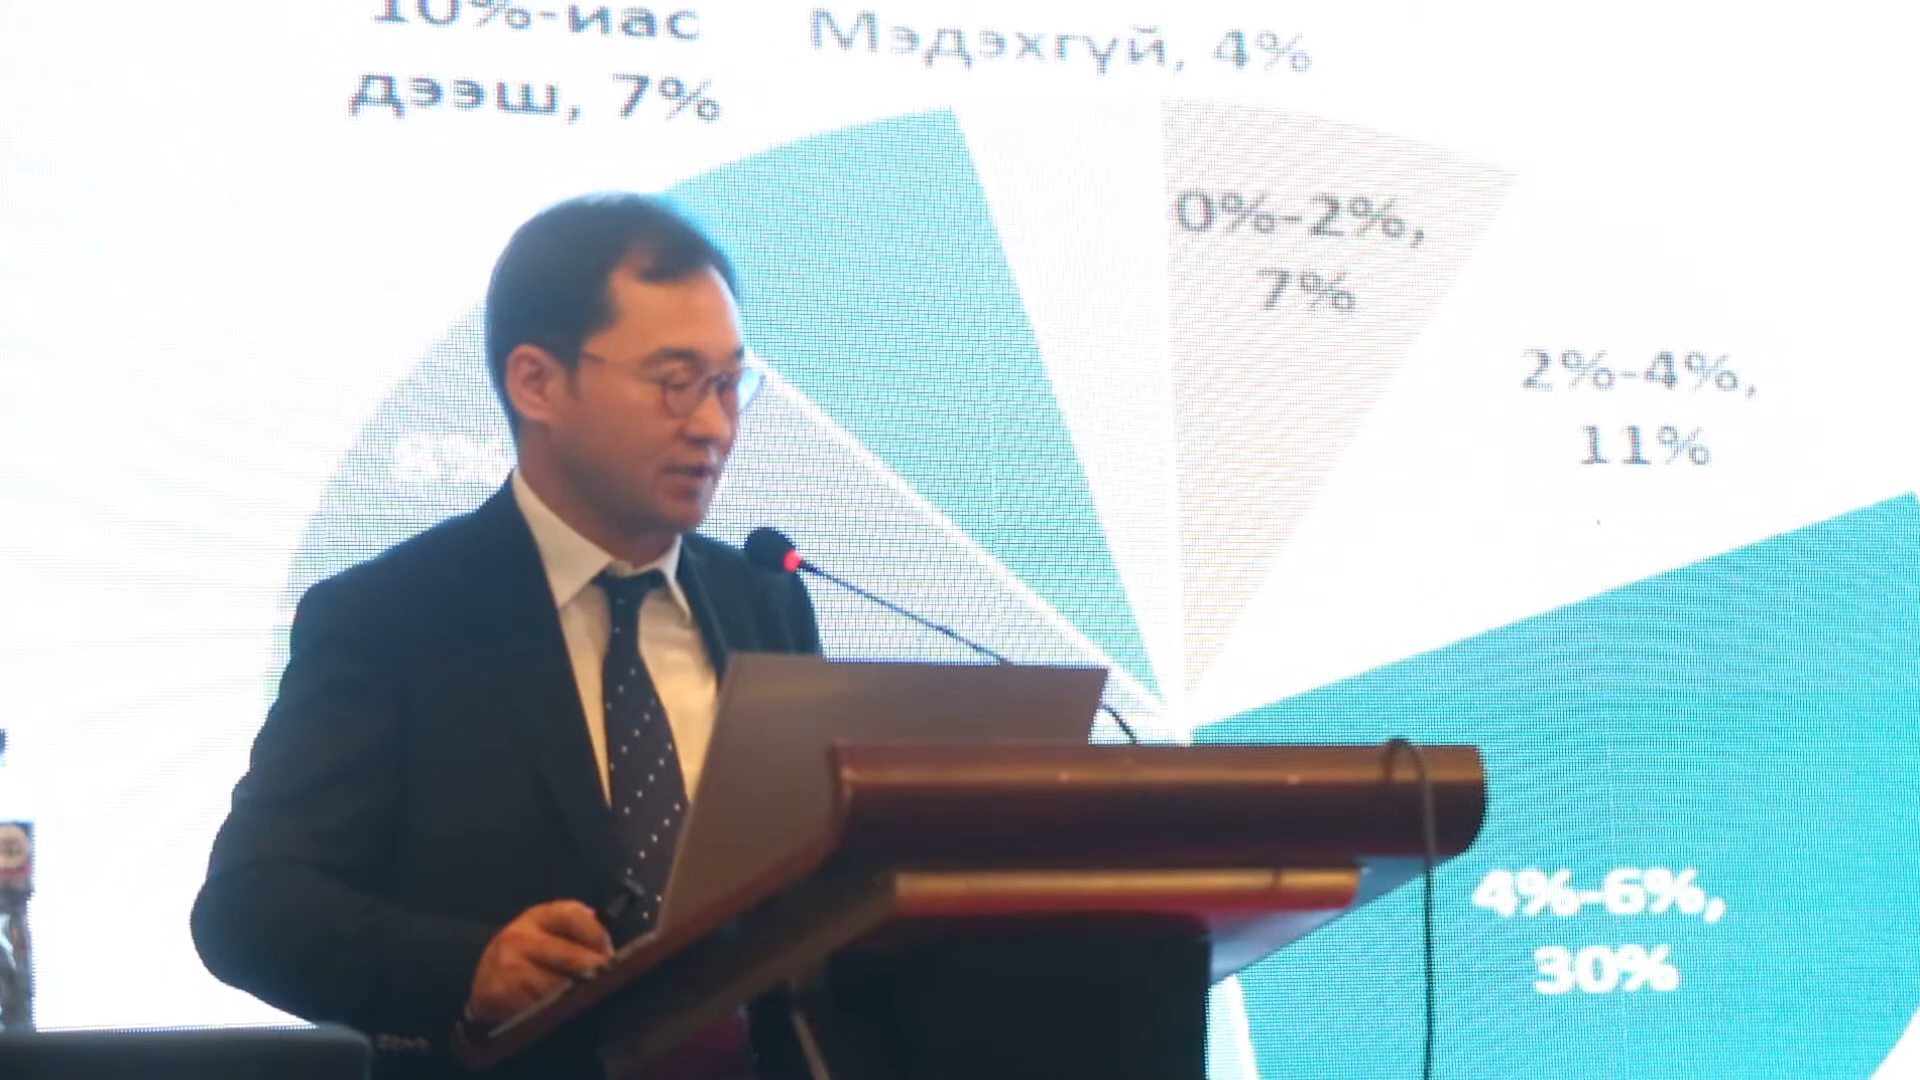 10%-иас
дээш, 7%
Мэдэхгүй, 4%
0%-2%,
7%
2%-4%,
11%
4%-6%,
30%